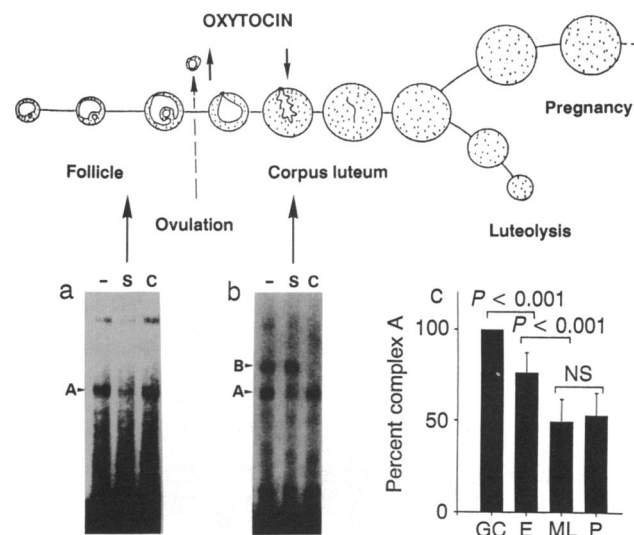 OXYTOCIN
Pregnancy
Follicle
Corpus luteum
Ovulation
Luteolysis
a
– S C
A
b
– S C
B
A
C
P < 0.001
P < 0.001
NS
Percent complex A
100
50
0
GC E ML P